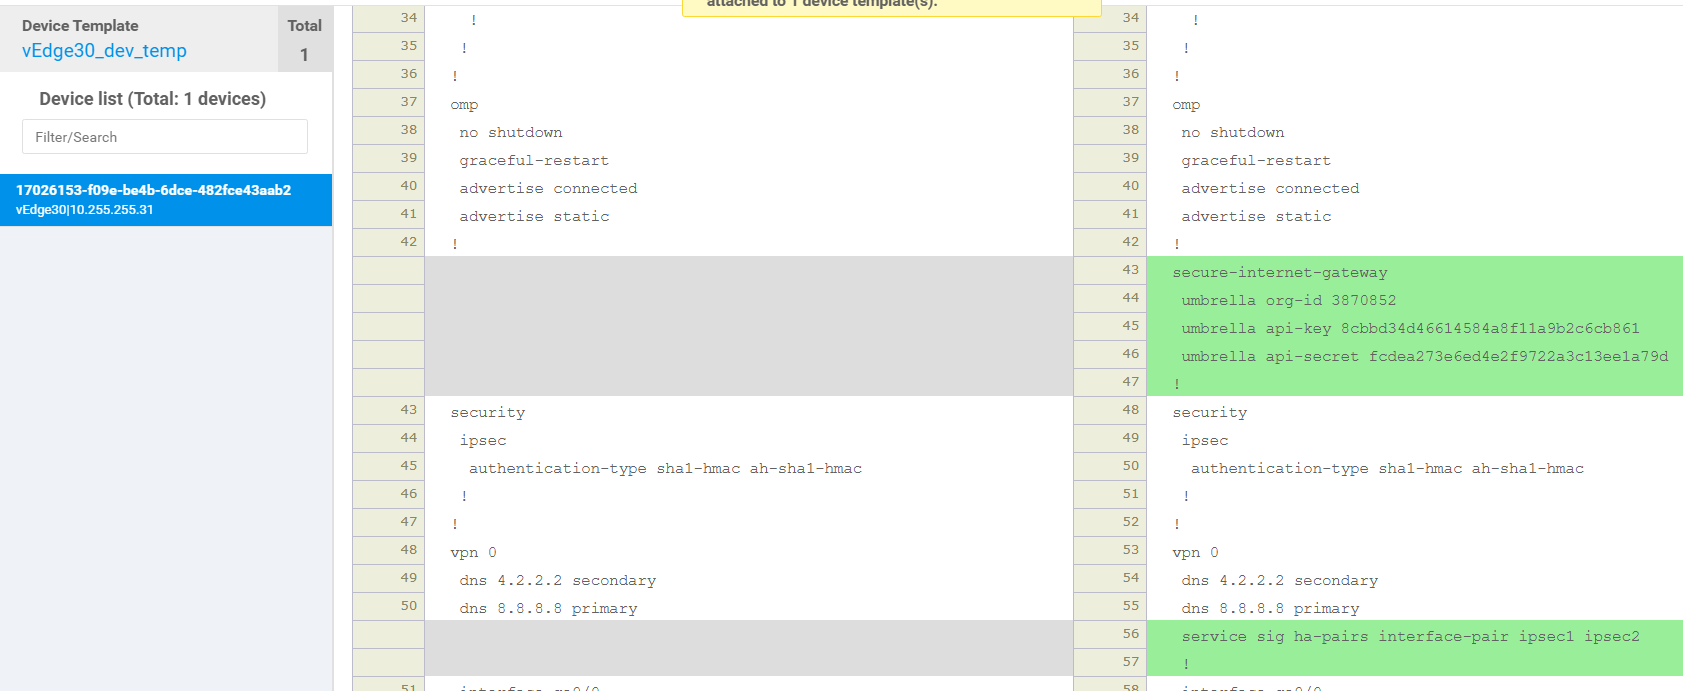 attached to 1 device template(s).
Device Template
Total
vEdge30_dev_temp
1
Device list (Total: 1 devices)
Filter/Search
17026153-f09e-be4b-6dce-482fce43aab2
vEdge30|10.255.255.31
34 !
35 !
36 !
37 omp
38 no shutdown
39 graceful-restart
40 advertise connected
41 advertise static
42 !
43 security
44 ipsec
45 authentication-type sha1-hmac ah-sha1-hmac
46 !
47 !
48 vpn 0
49 dns 4.2.2.2 secondary
50 dns 8.8.8.8 primary
51 interface ge0/0
34 !
35 !
36 !
37 omp
38 no shutdown
39 graceful-restart
40 advertise connected
41 advertise static
42 !
43 secure-internet-gateway
44 umbrella org-id 3870852
45 umbrella api-key 8cbbd34d46614584a8f11a9b2c6cb861
46 umbrella api-secret fcdea273e6ed4e2f9722a3c13ee1a79d
47 !
48 security
49 ipsec
50 authentication-type sha1-hmac ah-sha1-hmac
51 !
52 !
53 vpn 0
54 dns 4.2.2.2 secondary
55 dns 8.8.8.8 primary
56 service sig ha-pairs interface-pair ipsec1 ipsec2
57 !
58 interface ge0/0